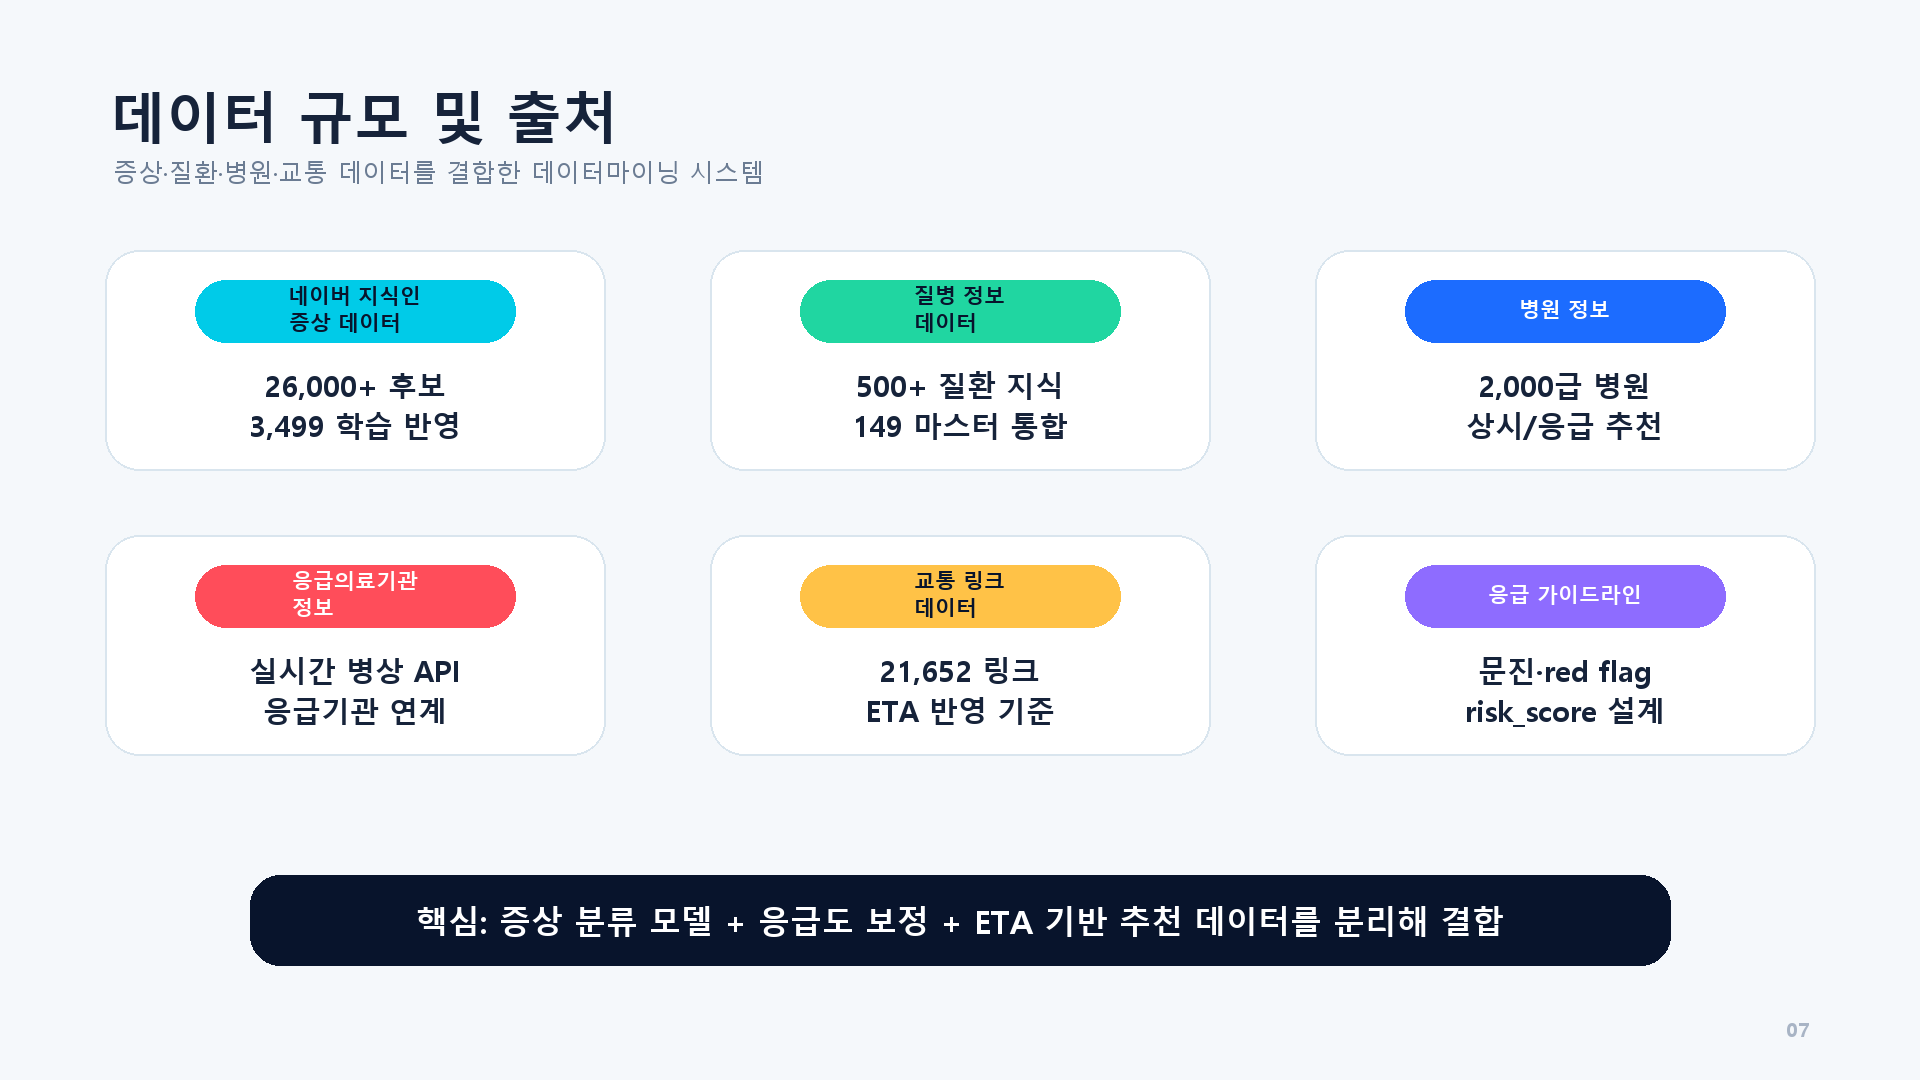 데이터 규모 및 출처
증상·질환·병원·교통 데이터를 결합한 데이터마이닝 시스템
네이버 지식인
증상 데이터
26,000+ 후보
3,499 학습 반영
질병 정보
데이터
500+ 질환 지식
149 마스터 통합
병원 정보
2,000급 병원
상시/응급 추천
응급의료기관
정보
실시간 병상 API
응급기관 연계
교통 링크
데이터
21,652 링크
ETA 반영 기준
응급 가이드라인
문진·red flag
risk_score 설계
핵심: 증상 분류 모델 + 응급도 보정 + ETA 기반 추천 데이터를 분리해 결합
07